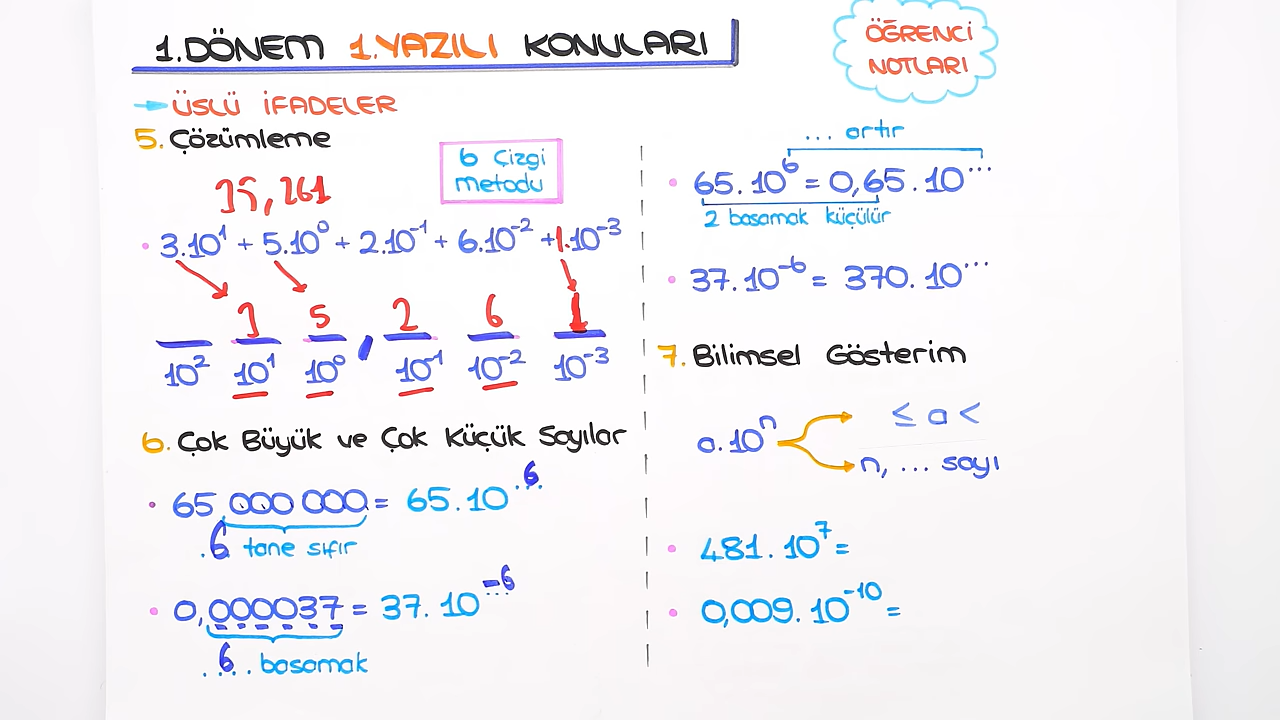 1.DÖNEM 1.YAZILI KONULARI
ÖĞRENCİ
NOTLARI
→ ÜSLÜ İFADELER
5. Çözümleme
6 Çizgi
metodu
35,261
• 3.10¹ + 5.10⁰ + 2.10⁻¹ + 6.10⁻² + 1.10⁻³
3 5 , 2 6 1
10² 10¹ 10⁰ 10⁻¹ 10⁻² 10⁻³
6. Çok Büyük ve Çok Küçük Sayılar
• 65 000 000 = 65.10⁶
.6 tane sıfır
• 0,000037 = 37.10⁻⁶
..6.. basamak
... artır
• 65.10⁶ = 0,65.10^...
2 basamak küçülür
• 37.10⁻⁶ = 370.10^...
7. Bilimsel Gösterim
≤ a <
a.10ⁿ
n, ... sayı
• 481.10⁷ =
• 0,009.10⁻¹⁰ =